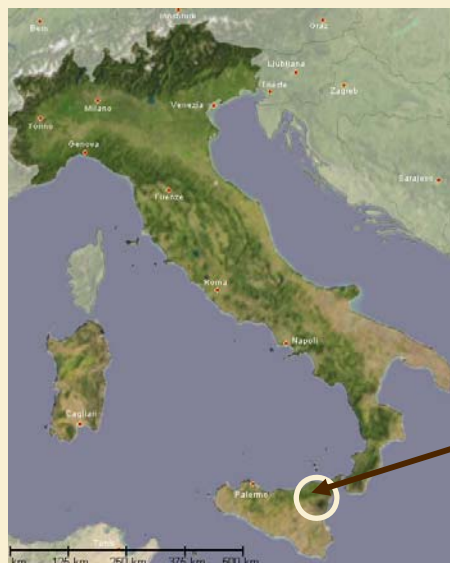 Bern
Innsbruck
Graz
Ljubljana
Trieste
Zagreb
Milano
Venezia
Torino
Genova
Sarajevo
Firenze
Roma
Napoli
Cagliari
Palermo
km 125 km 250 km 375 km 500 km